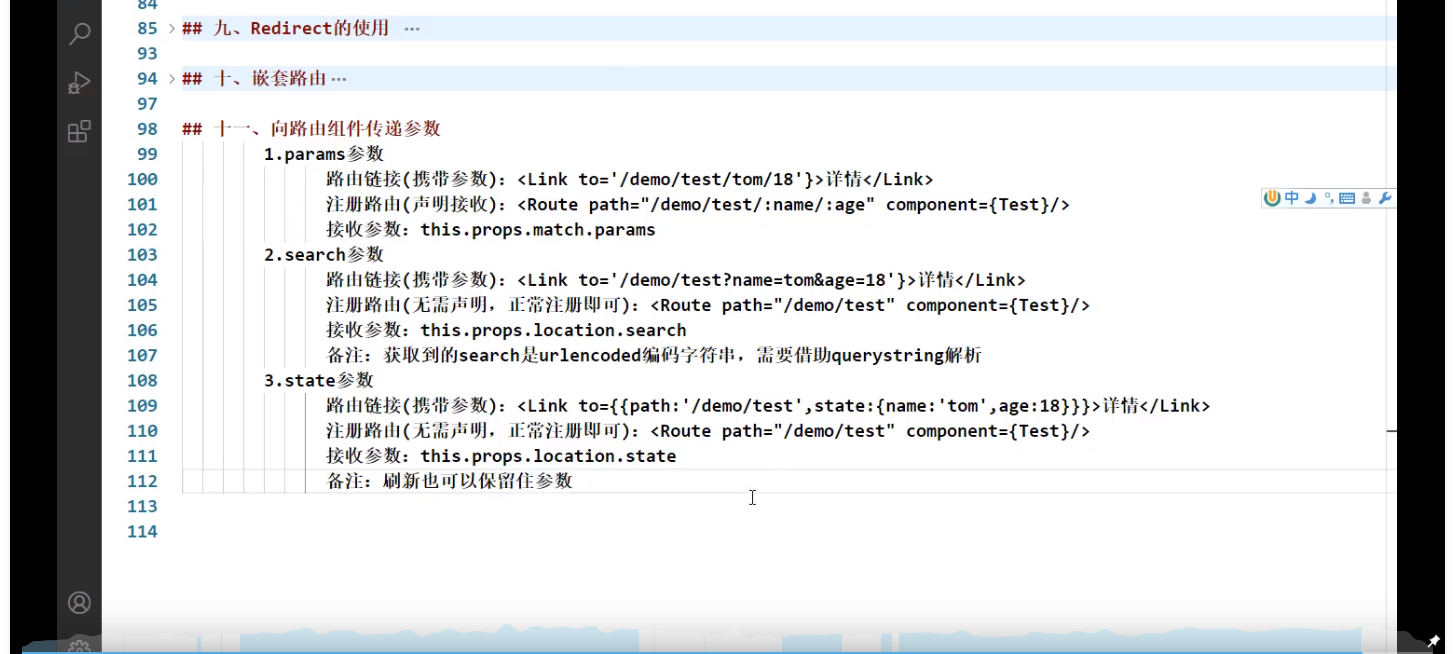 84
85 ## 九、Redirect的使用 ···
93
94 ## 十、嵌套路由···
97
98 ## 十一、向路由组件传递参数
99 1.params参数
100 路由链接(携带参数)：<Link to='/demo/test/tom/18'}>详情</Link>
101 注册路由(声明接收)：<Route path="/demo/test/:name/:age" component={Test}/>
102 接收参数：this.props.match.params
103 2.search参数
104 路由链接(携带参数)：<Link to='/demo/test?name=tom&age=18'}>详情</Link>
105 注册路由(无需声明，正常注册即可)：<Route path="/demo/test" component={Test}/>
106 接收参数：this.props.location.search
107 备注：获取到的search是urlencoded编码字符串，需要借助querystring解析
108 3.state参数
109 路由链接(携带参数)：<Link to={{path:'/demo/test',state:{name:'tom',age:18}}}>详情</Link>
110 注册路由(无需声明，正常注册即可)：<Route path="/demo/test" component={Test}/>
111 接收参数：this.props.location.state
112 备注：刷新也可以保留住参数
113
114
中